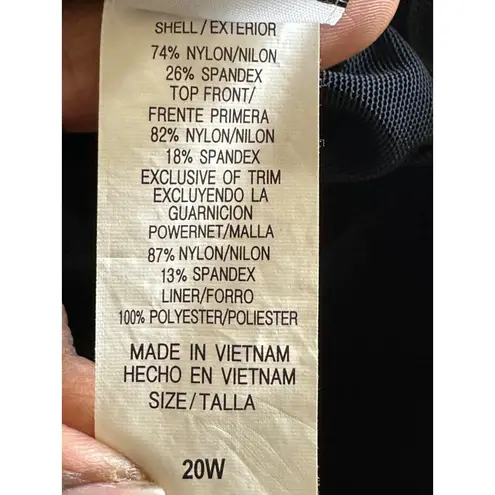 SHELL/EXTERIOR
74% NYLON/NILON
26% SPANDEX
TOP FRONT/
FRENTE PRIMERA
82% NYLON/NILON
18% SPANDEX
EXCLUSIVE OF TRIM
EXCLUYENDO LA
GUARNICION
POWERNET/MALLA
87% NYLON/NILON
13% SPANDEX
LINER/FORRO
100% POLYESTER/POLIESTER
MADE IN VIETNAM
HECHO EN VIETNAM
SIZE/TALLA
20W